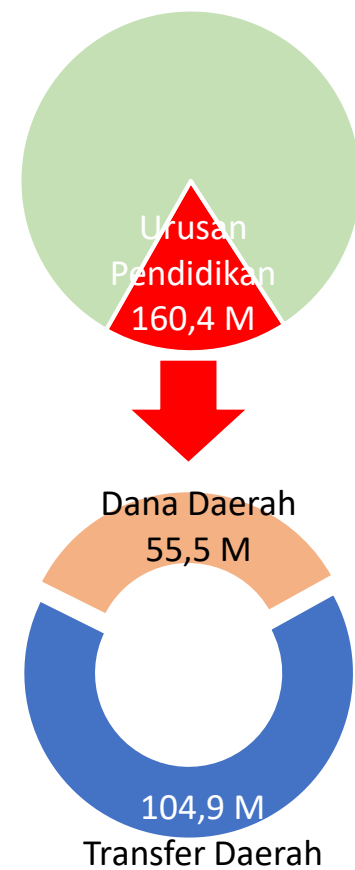 Urusan
Pendidikan
160,4 M
Dana Daerah
55,5 M
104,9 M
Transfer Daerah